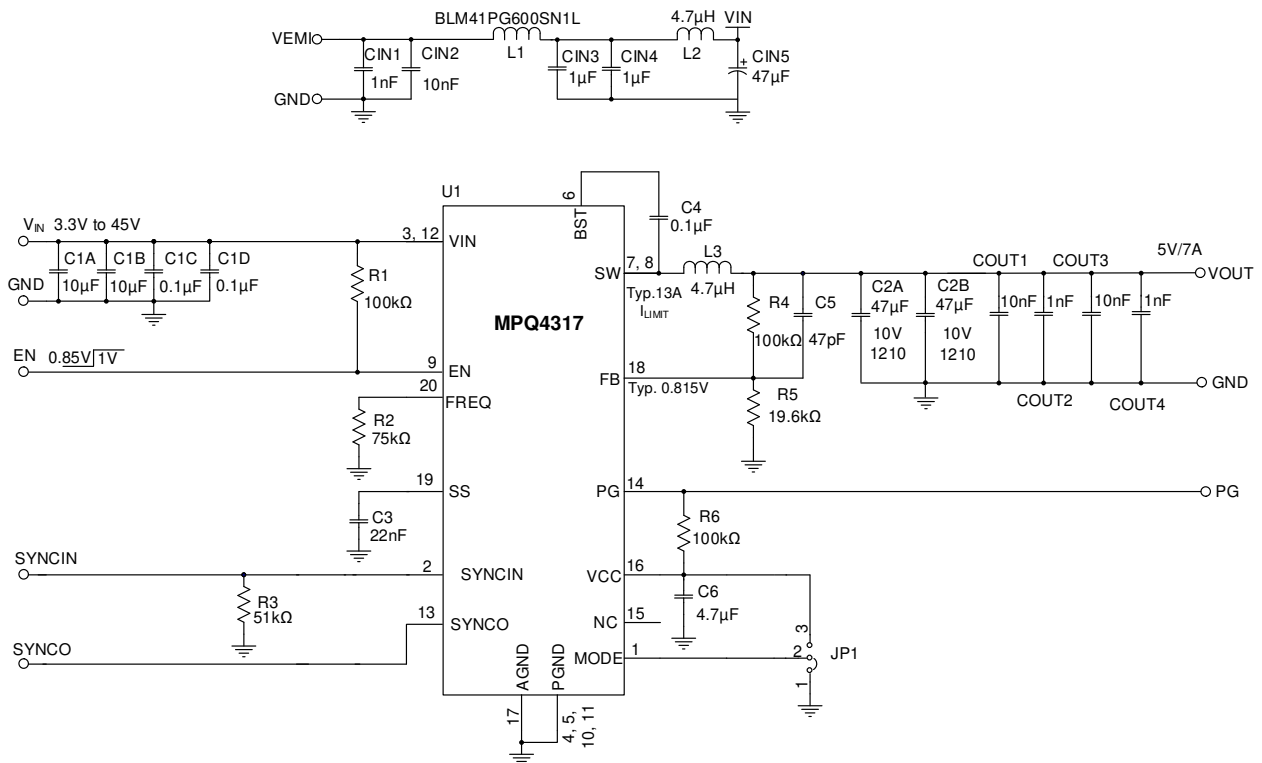 BLM41PG600SN1L
4.7µH
VIN
VEMI
L1
L2
CIN1
1nF
CIN2
10nF
CIN3
1µF
CIN4
1µF
CIN5
+
47µF
GND
U1
6
BST
C4
0.1µF
VIN 3.3V to 45V
3, 12
VIN
C1A
10µF
C1B
10µF
C1C
0.1µF
C1D
0.1µF
GND
R1
100kΩ
SW
7, 8
L3
4.7µH
Typ.13A
ILIMIT
MPQ4317
R4
100kΩ
C5
47pF
C2A
47µF
10V
1210
C2B
47µF
10V
1210
COUT1
COUT3
10nF
1nF
10nF
1nF
5V/7A
VOUT
EN 0.85V 1V
9
EN
FB
18
Typ. 0.815V
GND
COUT2
COUT4
20
FREQ
R2
75kΩ
R5
19.6kΩ
19
SS
C3
22nF
PG
14
PG
R6
100kΩ
SYNCIN
2
SYNCIN
R3
51kΩ
VCC
16
C6
4.7µF
13
SYNCO
NC
15
SYNCO
MODE
1
3
2
1
JP1
AGND
PGND
17
4, 5,
10, 11